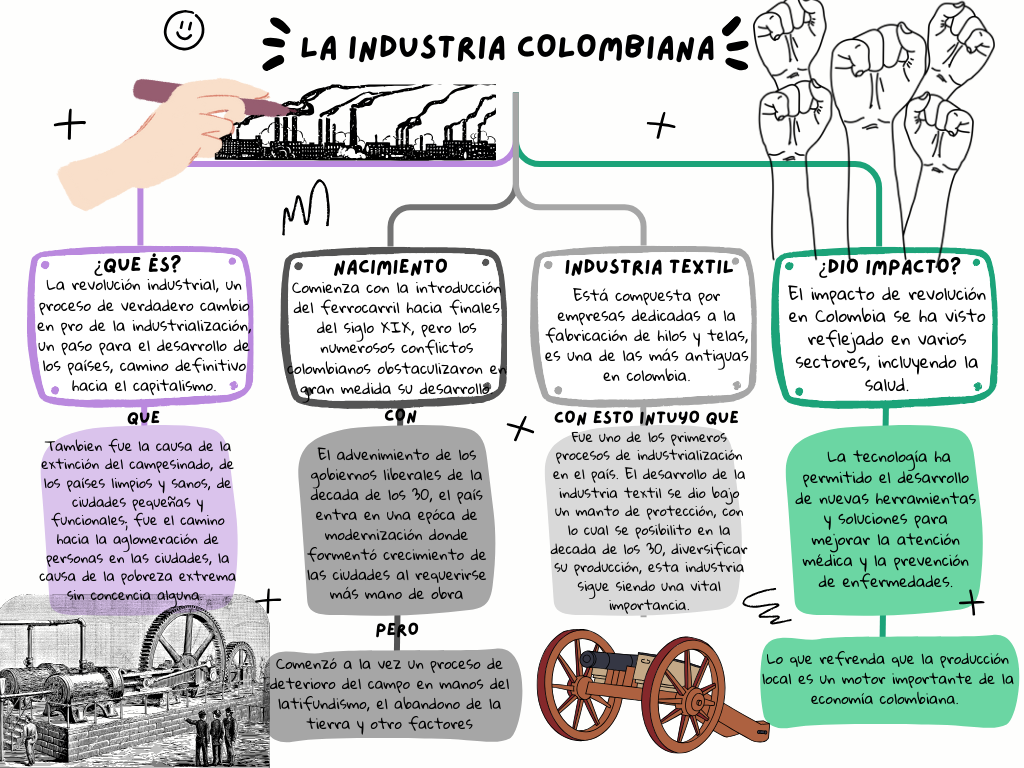 LA INDUSTRIA COLOMBIANA
¿QUE ÉS?
La revolución industrial, un
proceso de verdadero cambio
en pro de la industrialización,
un paso para el desarrollo de
los países, camino definitivo
hacia el capitalismo.
QUE
Tambien fue la causa de la
extinción del campesinado, de
los países limpios y sanos, de
ciudades pequeñas y
funcionales, fue el camino
hacia la aglomeración de
personas en las ciudades, la
causa de la pobreza extrema
sin concencia alguna.
NACIMIENTO
Comienza con la introducción
del ferrocarril hacia finales
del siglo XIX, pero los
numerosos conflictos
colombianos obstaculizaron en
gran medida su desarrollo.
CON
El advenimiento de los
gobiernos liberales de la
decada de los 30, el país
entra en una epóca de
modernización donde
formentó crecimiento de
las ciudades al requerirse
más mano de obra
PERO
Comenzó a la vez un proceso de
deterioro del campo en manos del
latifundismo, el abandono de la
tierra y otro factores
INDUSTRIA TEXTIL
Está compuesta por
empresas dedicadas a la
fabricación de hilos y telas,
es una de las más antiguas
en colombia.
CON ESTO INTUYO QUE
Fue uno de los primeros
procesos de industrialización
en el país. El desarrollo de la
industria textil se dio bajo
un manto de protección, con
lo cual se posibilito en la
decada de los 30, diversificar
su producción, esta industria
sigue siendo una vital
importancia.
¿DIO IMPACTO?
El impacto de revolución
en Colombia se ha visto
reflejado en varios
sectores, incluyendo la
salud.
La tecnología ha
permitido el desarrollo
de nuevas herramientas
y soluciones para
mejorar la atención
médica y la prevención
de enfermedades.
Lo que refrenda que la producción
local es un motor importante de la
economía colombiana.